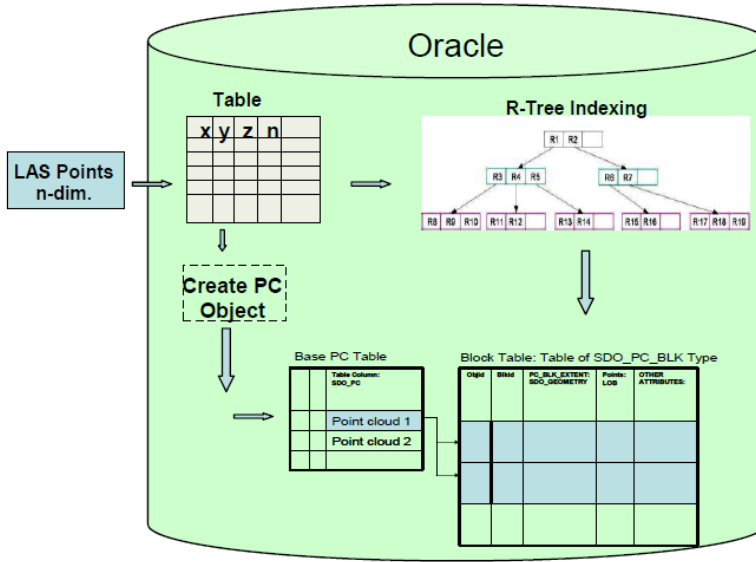 Oracle
Table
x y z n
LAS Points
n-dim.
R-Tree Indexing
R1 R2
R3 R4 R5
R6 R7
R8 R9 R10
R11 R12
R13 R14
R15 R16
R17 R18 R19
Create PC
Object
Base PC Table
Table Column:
SDO_PC
Point cloud 1
Point cloud 2
Block Table: Table of SDO_PC_BLK Type
ObjId
BlkId
PC_BLK_EXTENT:
SDO_GEOMETRY
Points:
LOB
OTHER
ATTRIBUTES: